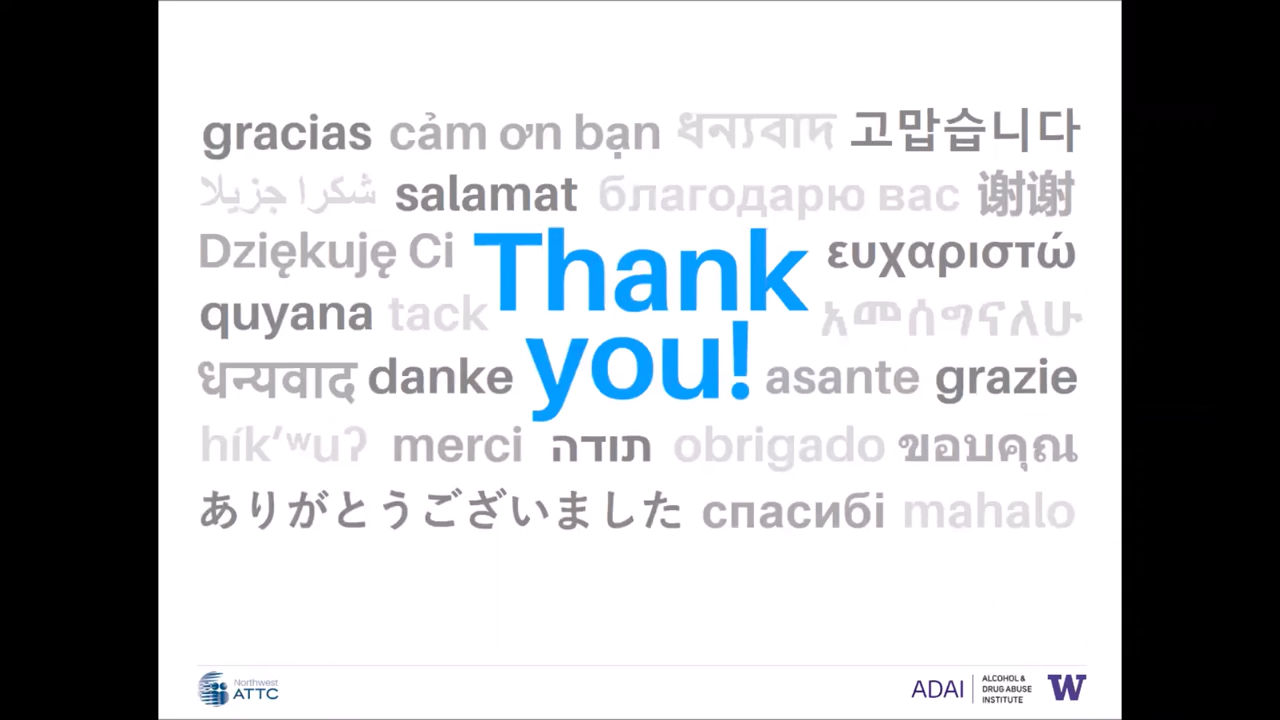 gracias cảm ơn bạn ধন্যবাদ 고맙습니다
شكرا جزيلا salamat благодарю вас 谢谢
Dziękuję Ci Thank ευχαριστώ
quyana tack አመሰግናለሁ
धन्यवाद danke you! asante grazie
hík’ʷuʔ merci תודה obrigado ขอบคุณ
ありがとうございました спасибі mahalo
Northwest
ATTC
ADAI
ALCOHOL &
DRUG ABUSE
INSTITUTE
W